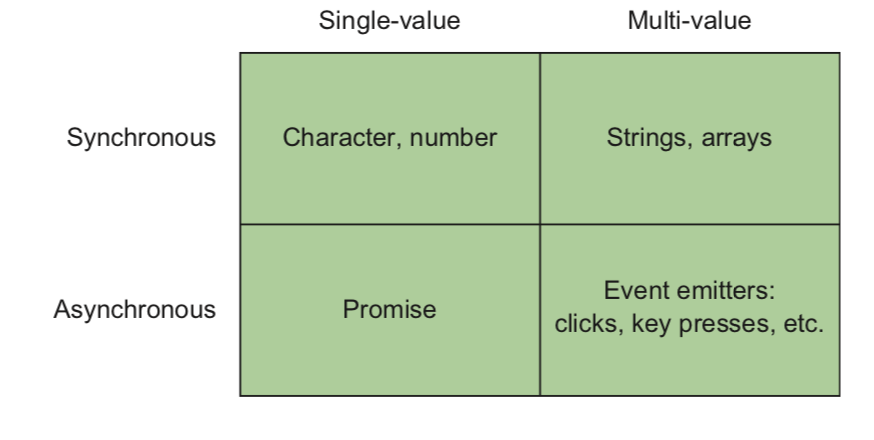 Single-value Multi-value
Synchronous Character, number Strings, arrays
Asynchronous Promise Event emitters:
clicks, key presses, etc.